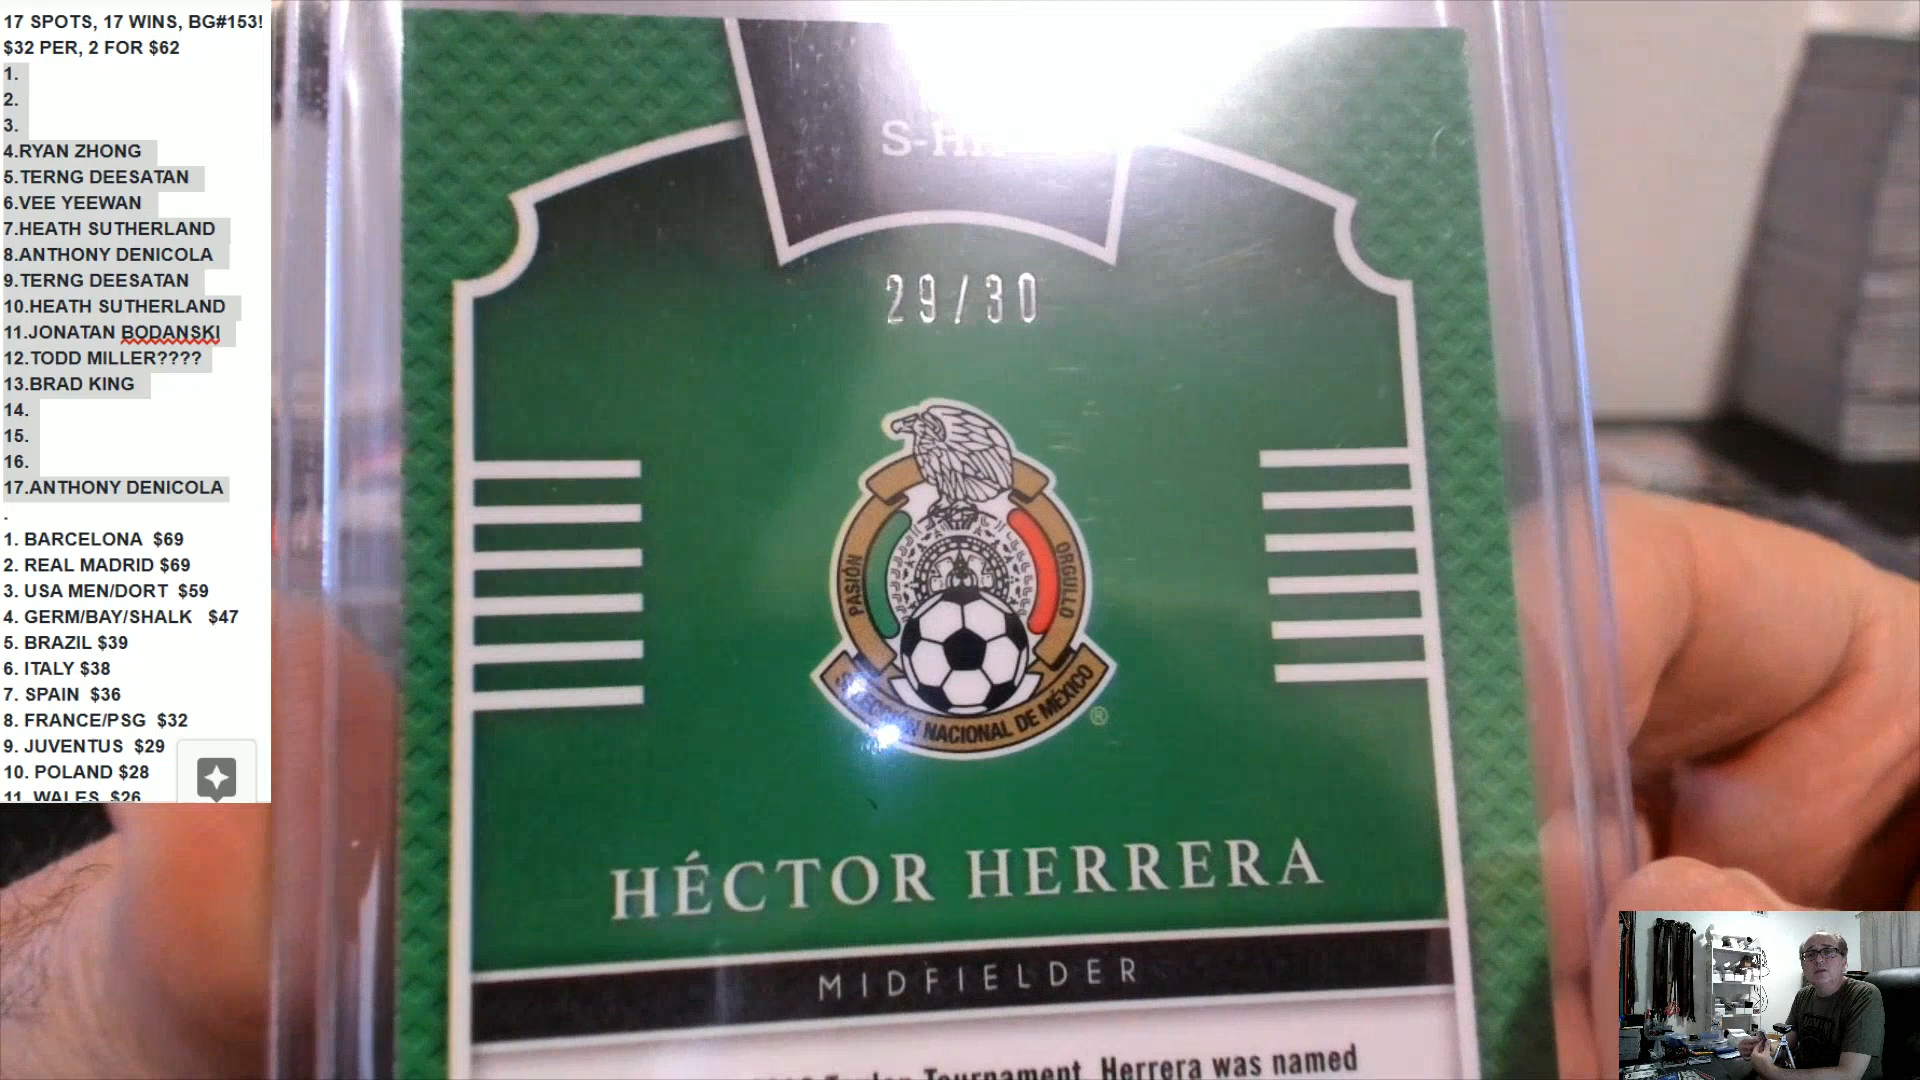 17 SPOTS, 17 WINS, BG#153!
$32 PER, 2 FOR $62
1.
2.
3.
4.RYAN ZHONG
5.TERNG DEESATAN
6.VEE YEEWAN
7.HEATH SUTHERLAND
8.ANTHONY DENICOLA
9.TERNG DEESATAN
10.HEATH SUTHERLAND
11.JONATAN BODANSKI
12.TODD MILLER????
13.BRAD KING
14.
15.
16.
17.ANTHONY DENICOLA
.
1. BARCELONA $69
2. REAL MADRID $69
3. USA MEN/DORT $59
4. GERM/BAY/SHALK $47
5. BRAZIL $39
6. ITALY $38
7. SPAIN $36
8. FRANCE/PSG $32
9. JUVENTUS $29
10. POLAND $28
11. WALES $26
29/30
PASIÓN
ORGULLO
NACIONAL DE MÉXICO
®
HÉCTOR HERRERA
MIDFIELDER
Tournament, Herrera was named